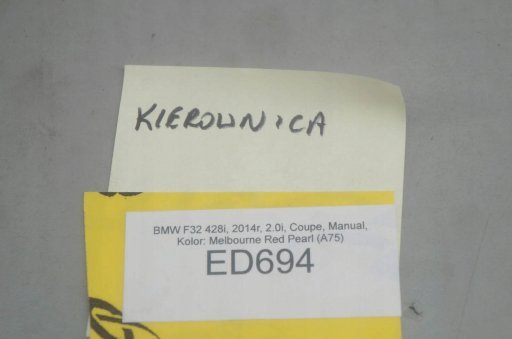 KIEROWNICA
BMW F32 428i, 2014r, 2.0i, Coupe, Manual,
Kolor: Melbourne Red Pearl (A75)
ED694